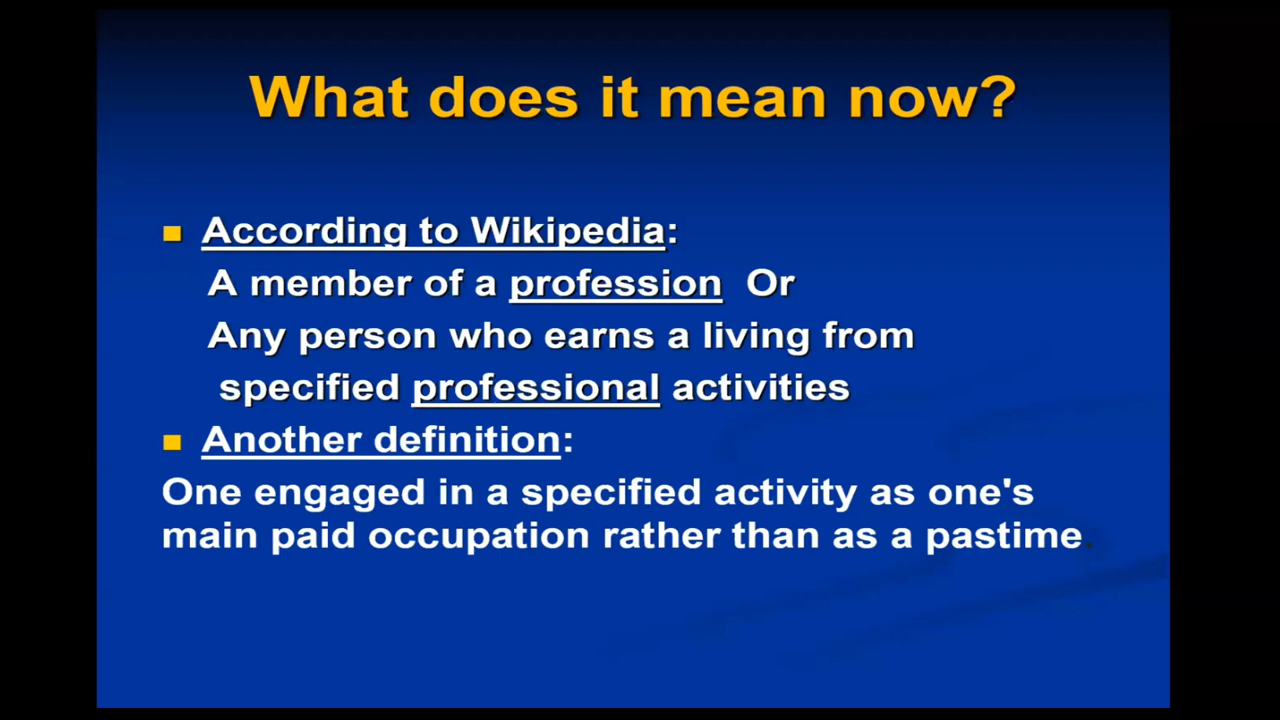 What does it mean now?
According to Wikipedia:
A member of a profession Or
Any person who earns a living from
specified professional activities
Another definition:
One engaged in a specified activity as one's
main paid occupation rather than as a pastime.